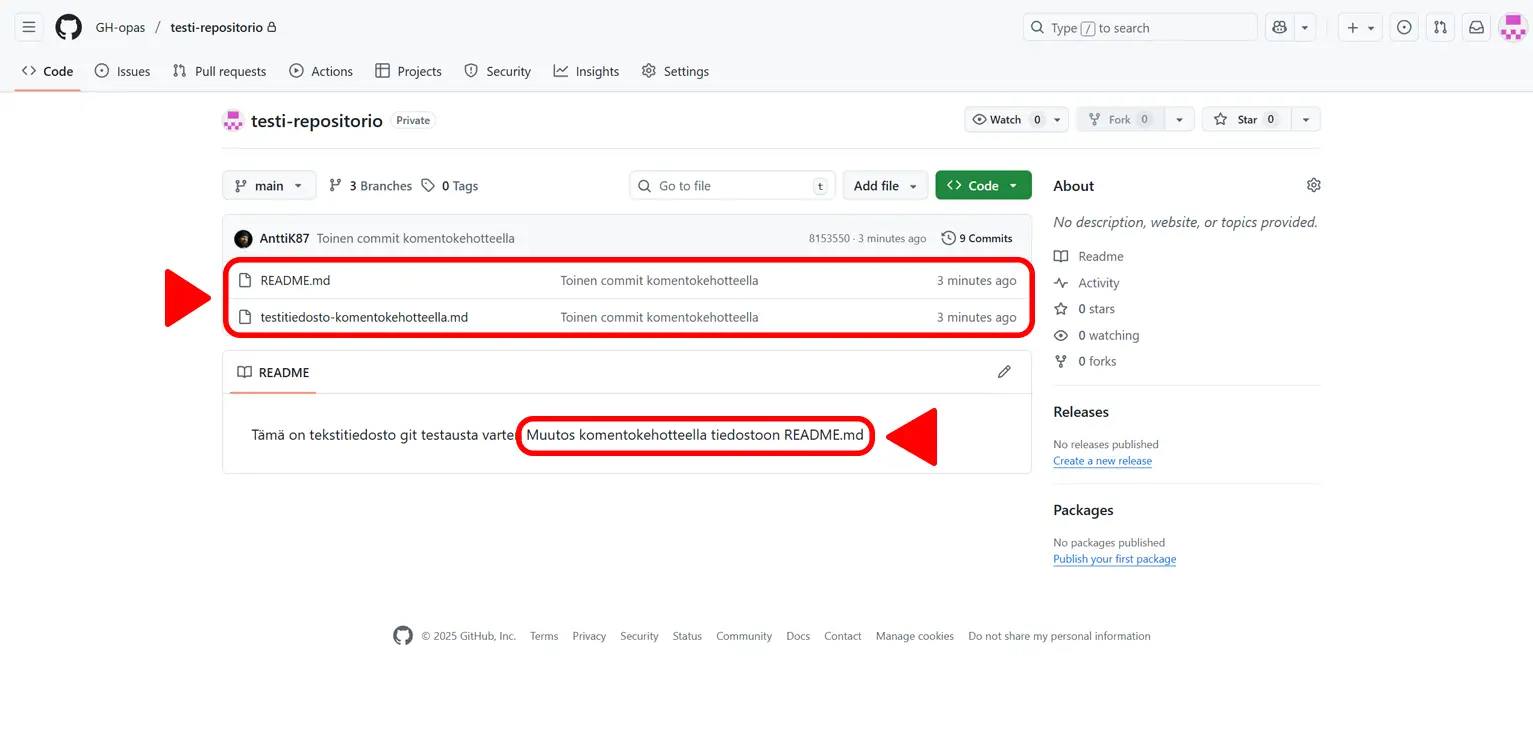 GH-opas / testi-repositorio
Type / to search
Code Issues Pull requests Actions Projects Security Insights Settings
testi-repositorio Private
Watch 0 Fork 0 Star 0
main 3 Branches 0 Tags Go to file t Add file Code
AnttiK87 Toinen commit komentokehotteella 8153550 · 3 minutes ago 9 Commits
README.md Toinen commit komentokehotteella 3 minutes ago
testitiedosto-komentokehotteella.md Toinen commit komentokehotteella 3 minutes ago
README
Tämä on tekstitiedosto git testausta varten Muutos komentokehotteella tiedostoon README.md
About
No description, website, or topics provided.
Readme
Activity
0 stars
0 watching
0 forks
Releases
No releases published
Create a new release
Packages
No packages published
Publish your first package
© 2025 GitHub, Inc. Terms Privacy Security Status Community Docs Contact Manage cookies Do not share my personal information